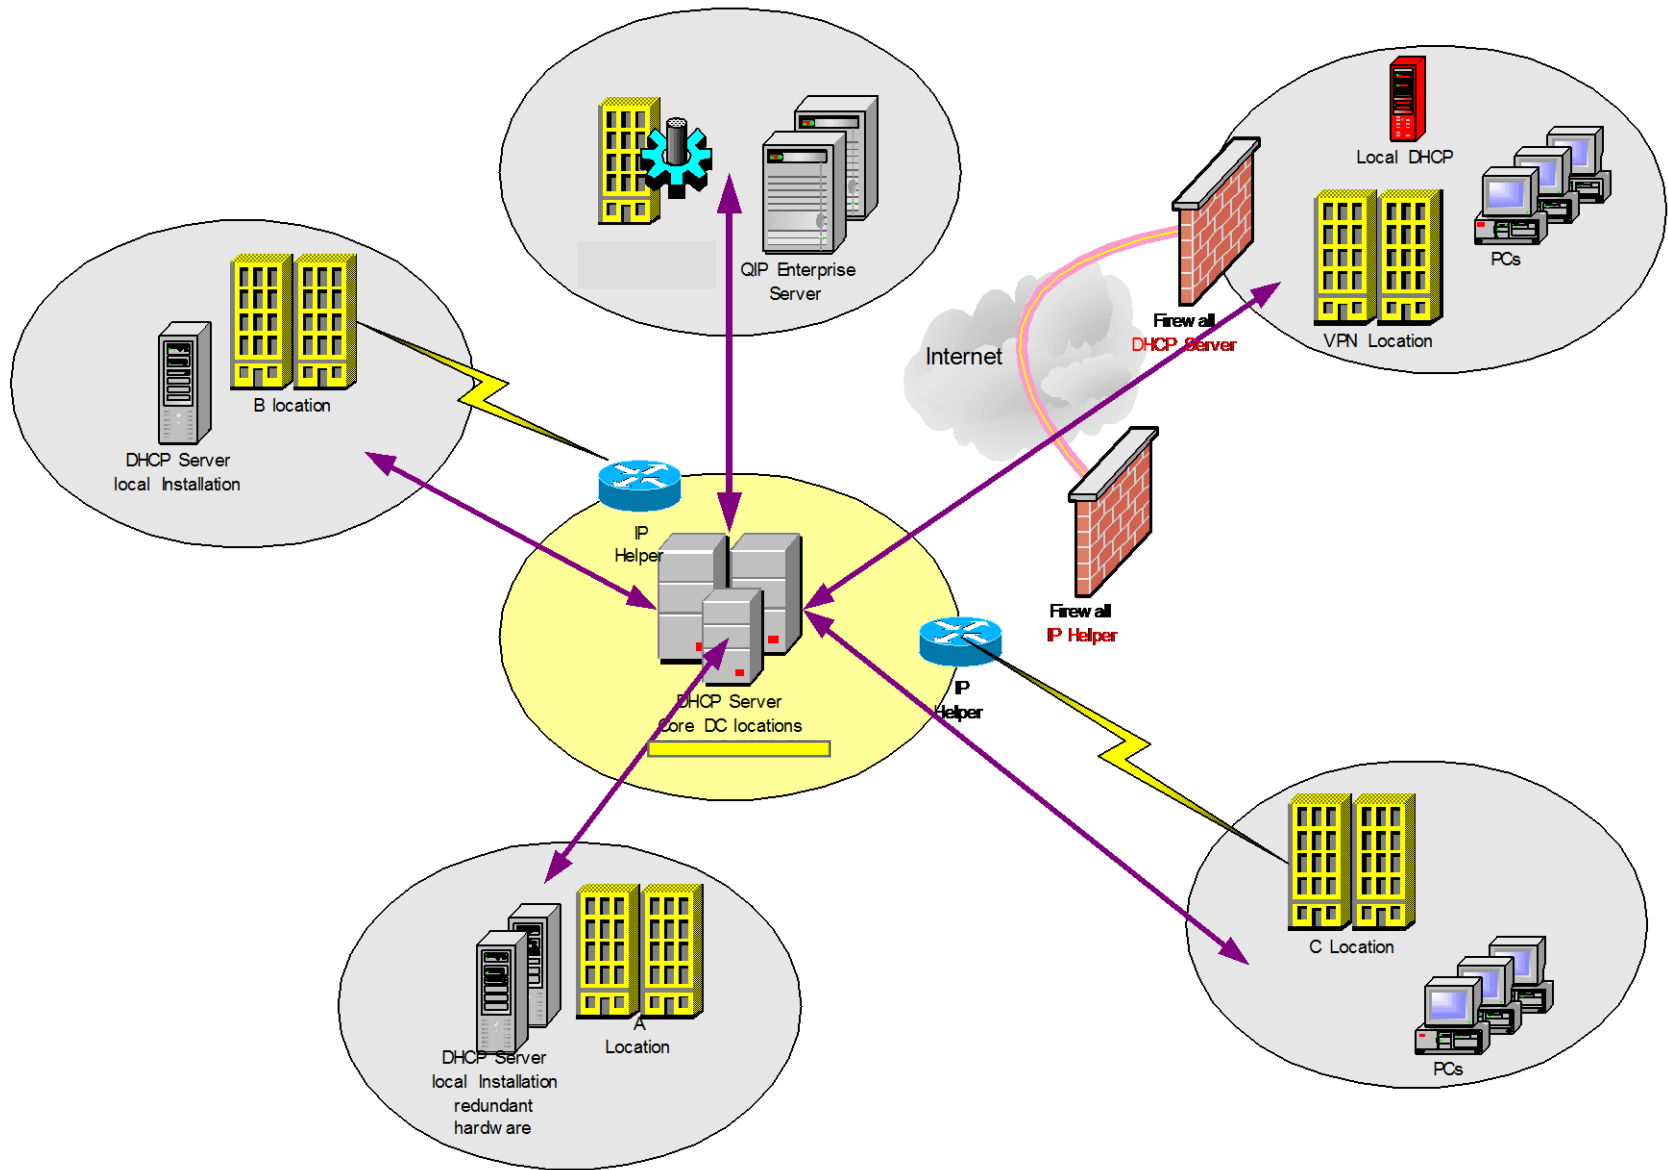 QIP Enterprise
Server
Local DHCP
PCs
VPN Location
Firewall
DHCP Server
Internet
B location
DHCP Server
local Installation
IP
Helper
Firewall
IP Helper
IP
Helper
DHCP Server
Core DC locations
C Location
PCs
A
Location
DHCP Server
local Installation
redundant
hardware